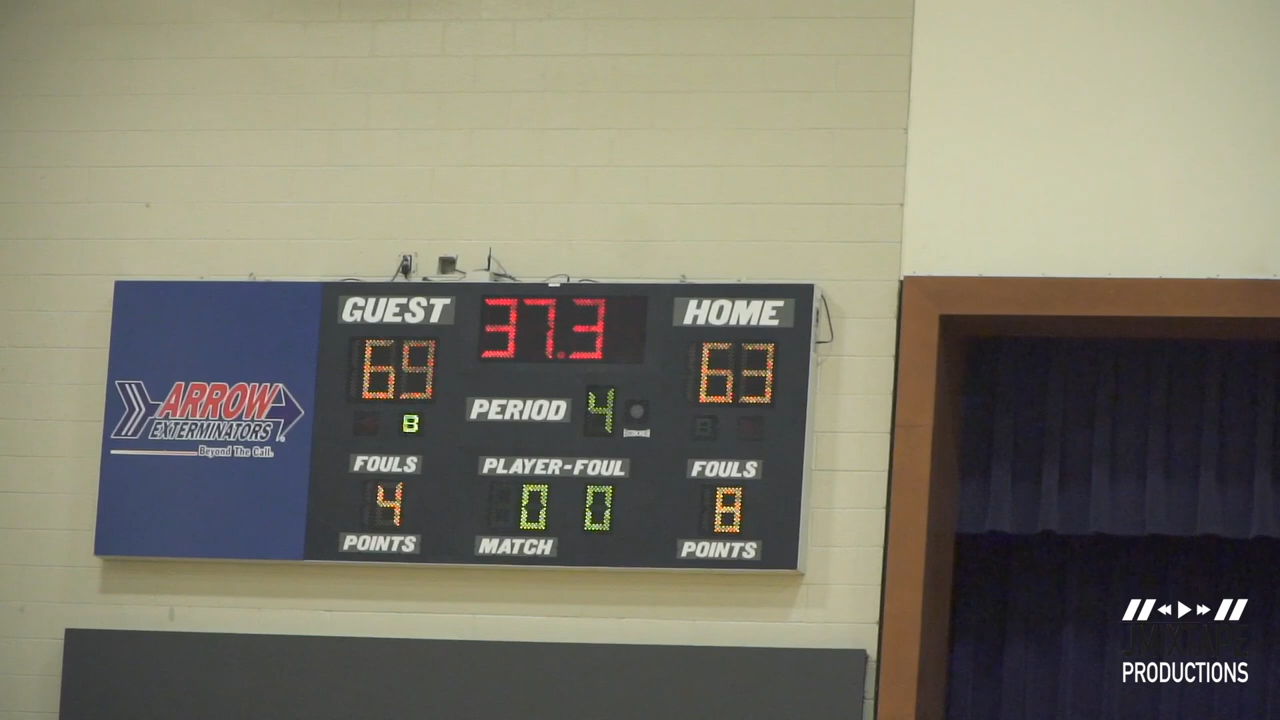 GUEST 37.3 HOME
69 63
PERIOD 4
B
FOULS PLAYER-FOUL FOULS
4 0 0 8
POINTS MATCH POINTS
ARROW
EXTERMINATORS
Beyond The Call.
PRODUCTIONS